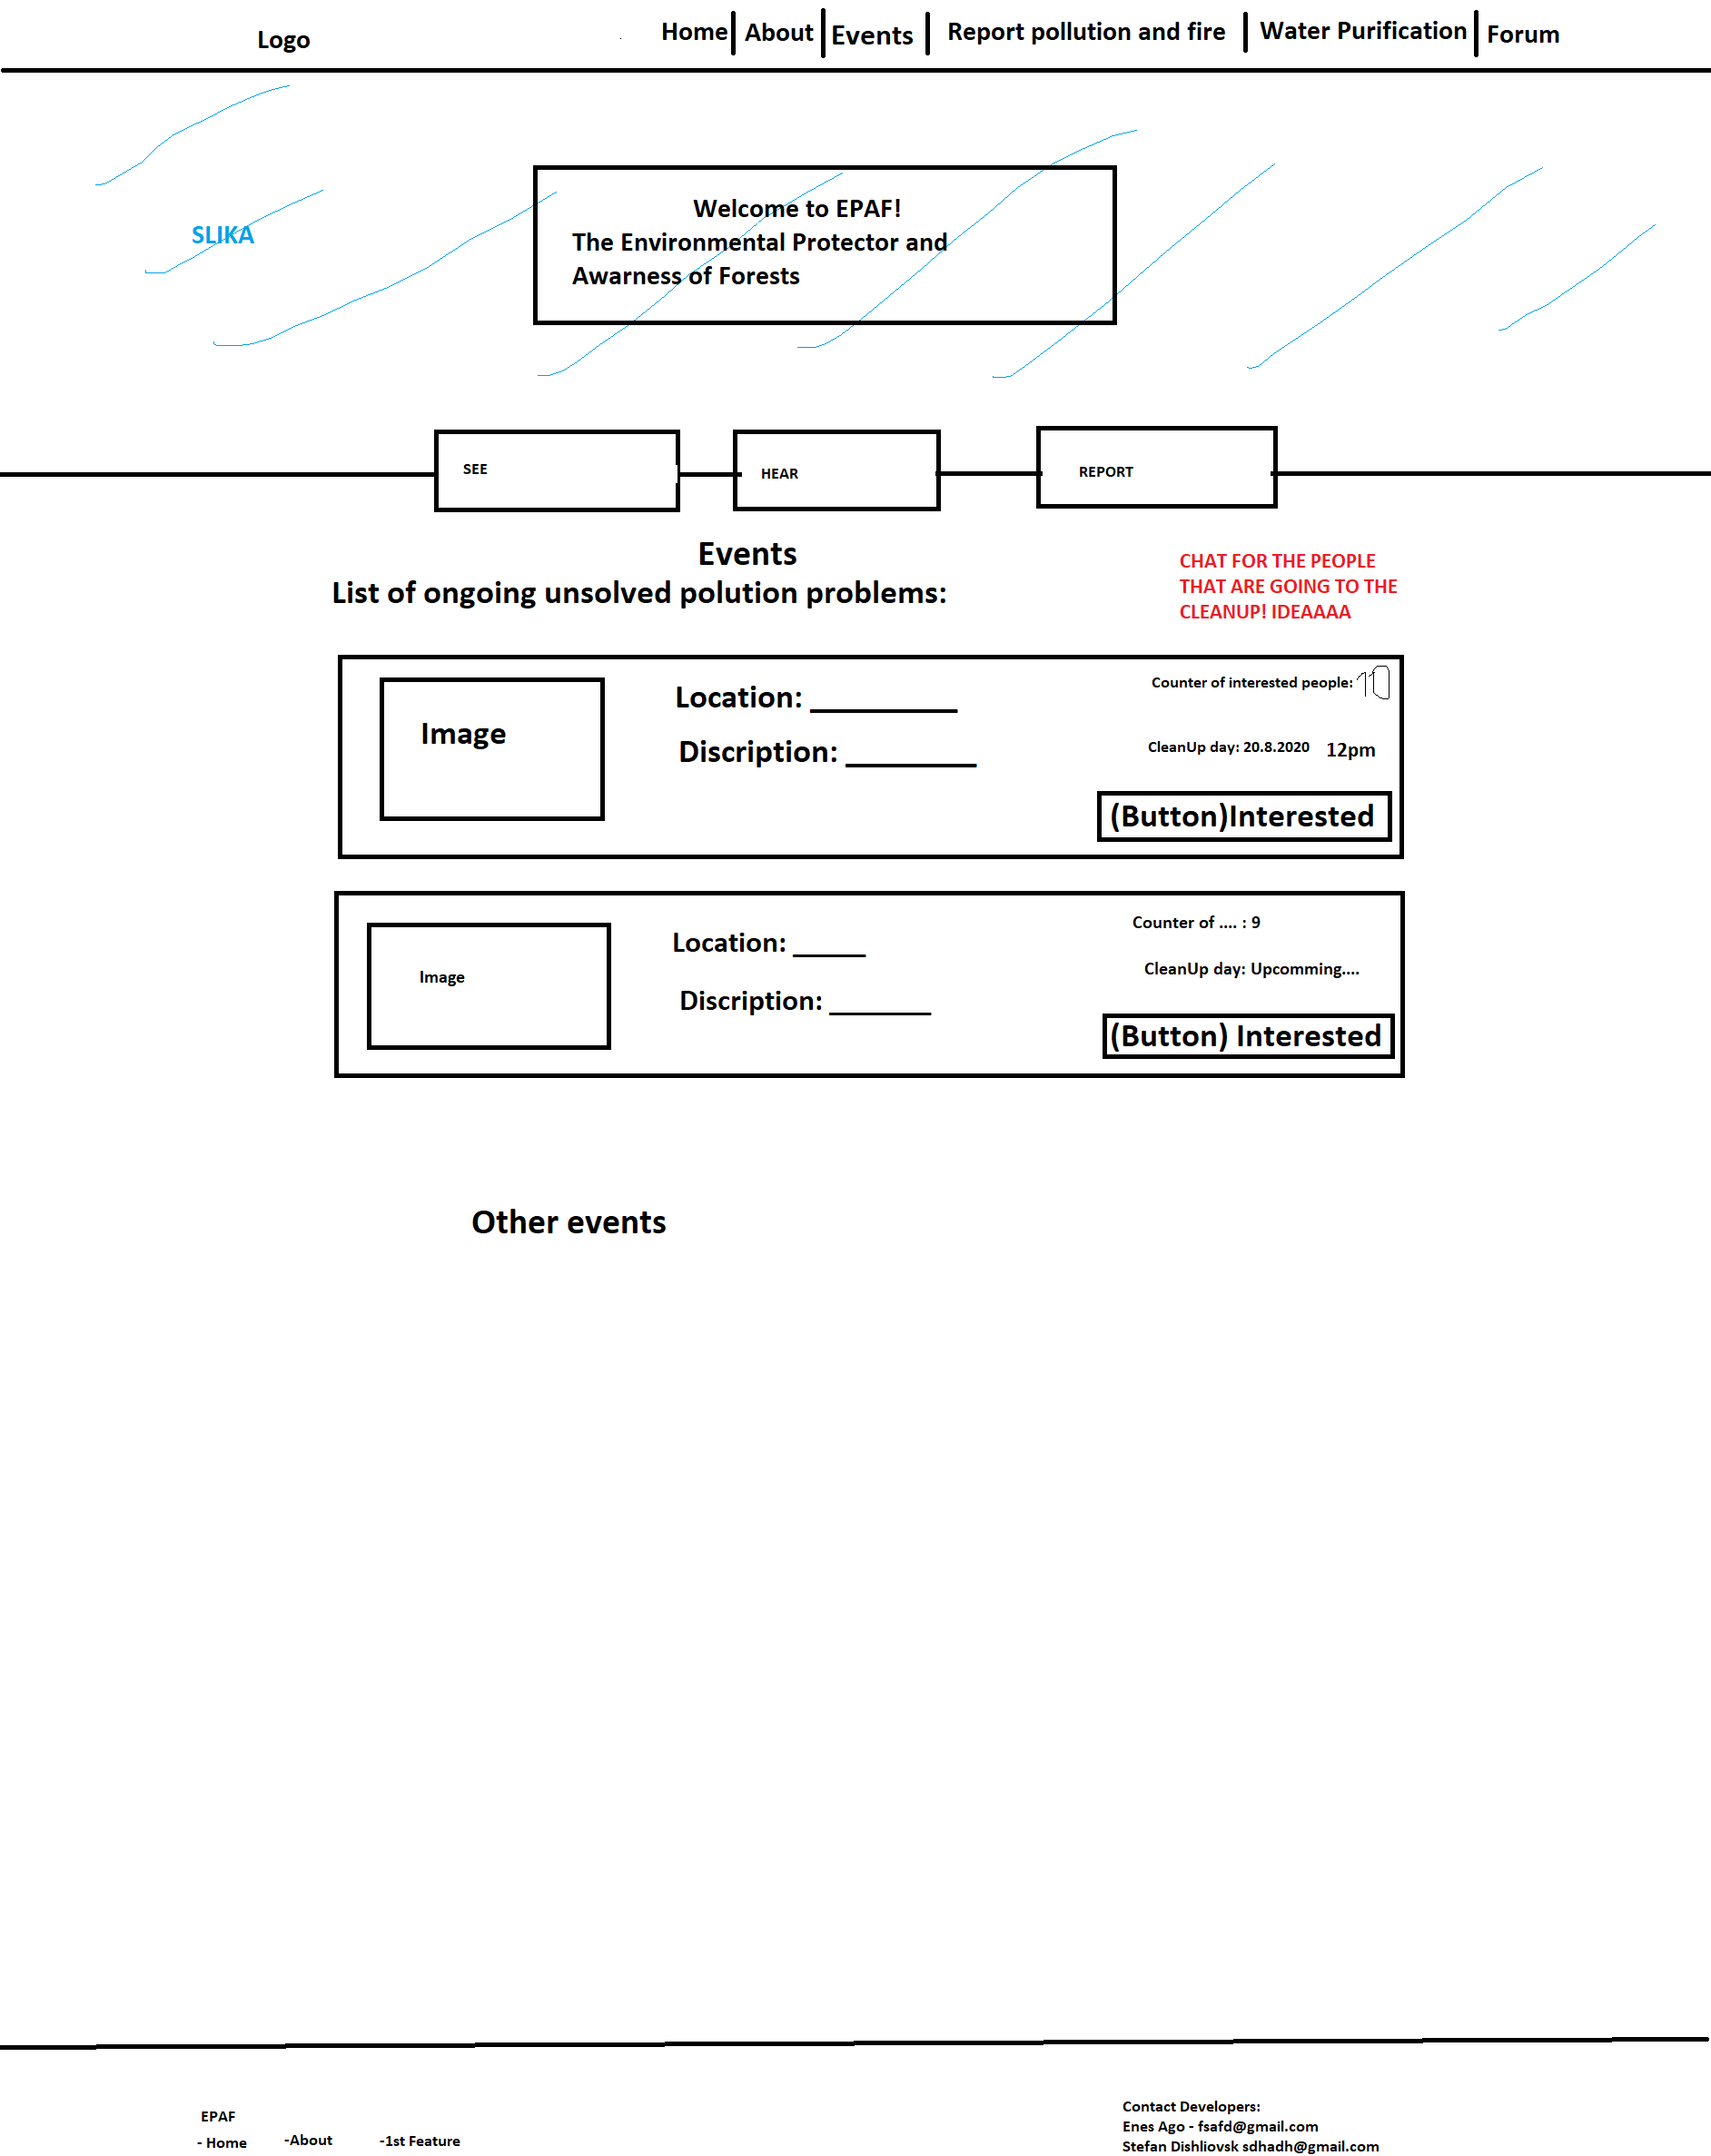 Logo
Home
About
Events
Report pollution and fire
Water Purification
Forum
SLIKA
Welcome to EPAF!
The Environmental Protector and
Awarness of Forests
SEE
HEAR
REPORT
Events
List of ongoing unsolved polution problems:
CHAT FOR THE PEOPLE
THAT ARE GOING TO THE
CLEANUP! IDEAAAA
Image
Location: _________
Discription: ________
Counter of interested people: 10
CleanUp day: 20.8.2020 12pm
(Button)Interested
Image
Location: _____
Discription: _______
Counter of .... : 9
CleanUp day: Upcomming....
(Button) Interested
Other events
EPAF
- Home
-About
-1st Feature
Contact Developers:
Enes Ago - fsafd@gmail.com
Stefan Dishliovsk sdhadh@gmail.com